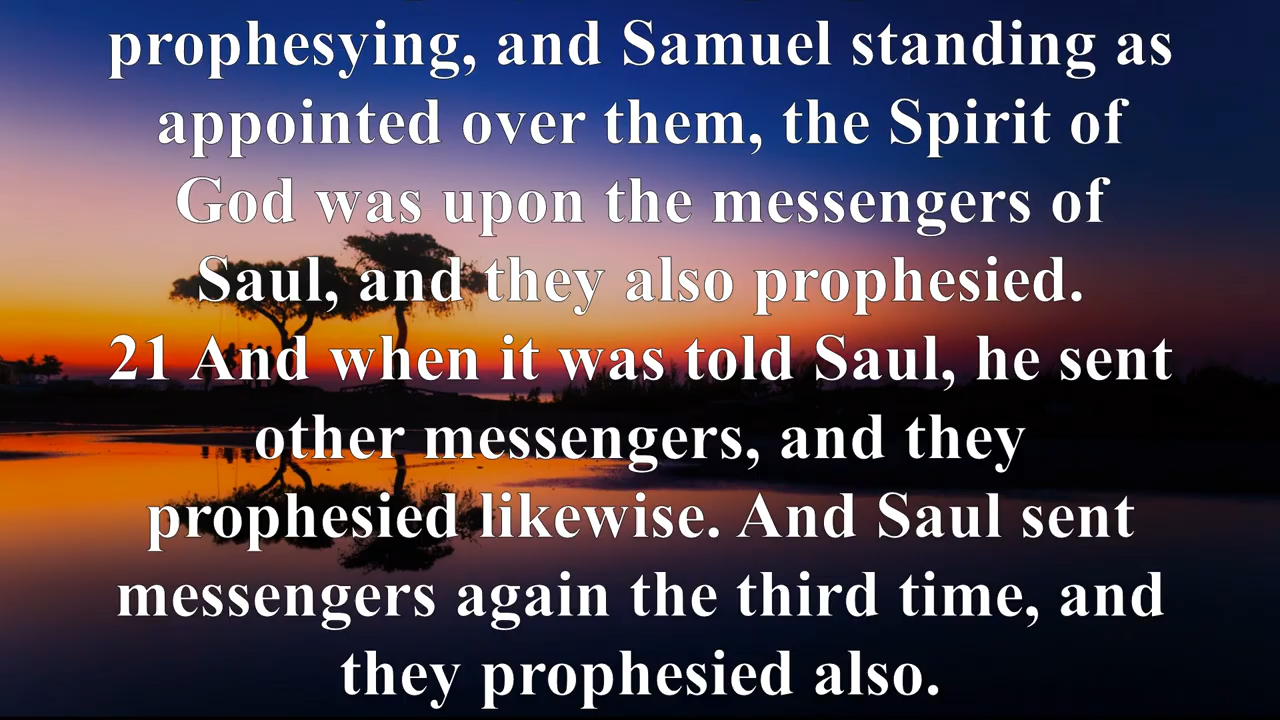 prophesying, and Samuel standing as
appointed over them, the Spirit of
God was upon the messengers of
Saul, and they also prophesied.
21 And when it was told Saul, he sent
other messengers, and they
prophesied likewise. And Saul sent
messengers again the third time, and
they prophesied also.